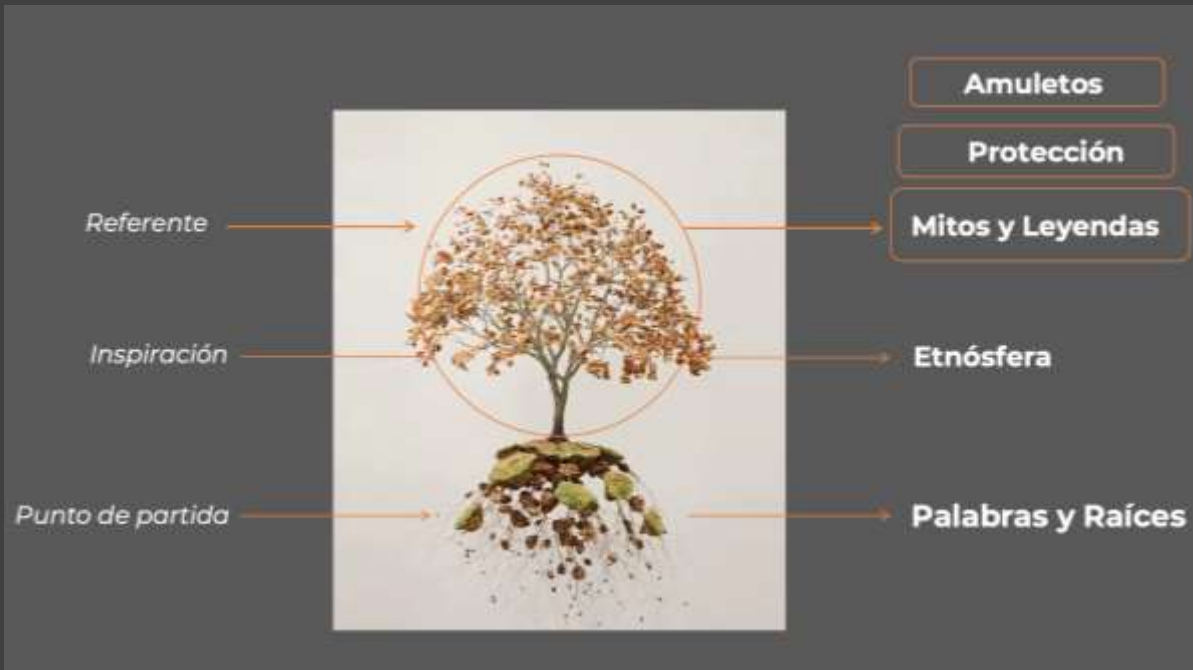 Amuletos
Protección
Referente
Mitos y Leyendas
Inspiración
Etnósfera
Punto de partida
Palabras y Raíces